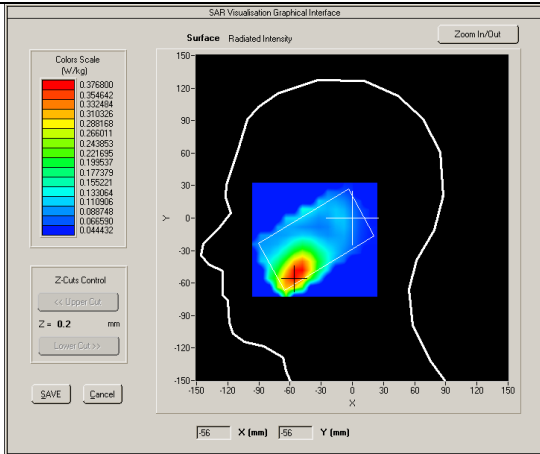 SAR Visualisation Graphical Interface
Surface Radiated Intensity
Zoom In/Out
Colors Scale
(W/kg)
0.376800
0.354642
0.332484
0.310326
0.288168
0.266011
0.243853
0.221695
0.199537
0.177379
0.155221
0.133064
0.110906
0.088748
0.066590
0.044432
Z-Cuts Control
<< Upper Cut
Z = 0.2 mm
Lower Cut >>
SAVE
Cancel
150
120
90
60
30
0
-30
-60
-90
-120
-150
Y
-150 -120 -90 -60 -30 0 30 60 90 120 150
X
-56 X (mm) -56 Y (mm)